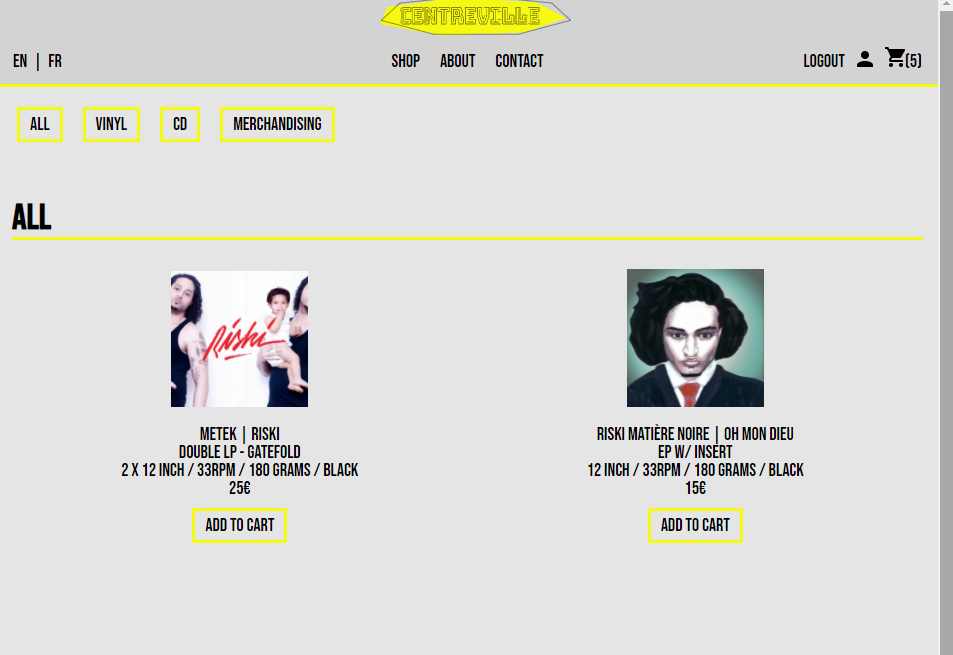 CENTREVILLE
EN | FR
SHOP ABOUT CONTACT
LOGOUT (5)
ALL VINYL CD MERCHANDISING
ALL
Riski
METEK | RISKI
DOUBLE LP - GATEFOLD
2 X 12 INCH / 33RPM / 180 GRAMS / BLACK
25€
ADD TO CART
RISKI MATIÈRE NOIRE | OH MON DIEU
EP W/ INSERT
12 INCH / 33RPM / 180 GRAMS / BLACK
15€
ADD TO CART